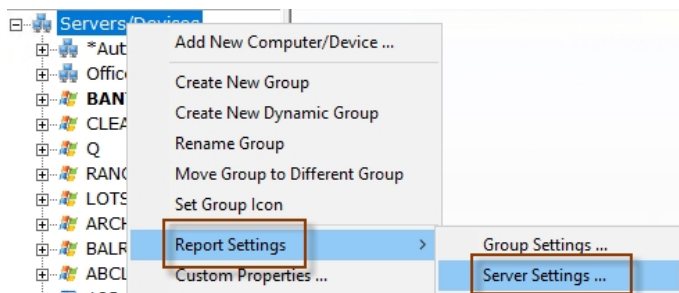 Servers/Devices
*Aut
Offic
BAN
CLEA
Q
RANC
LOTS
ARCH
BALR
ABCL
Add New Computer/Device ...
Create New Group
Create New Dynamic Group
Rename Group
Move Group to Different Group
Set Group Icon
Report Settings
Custom Properties ...
Group Settings ...
Server Settings ...